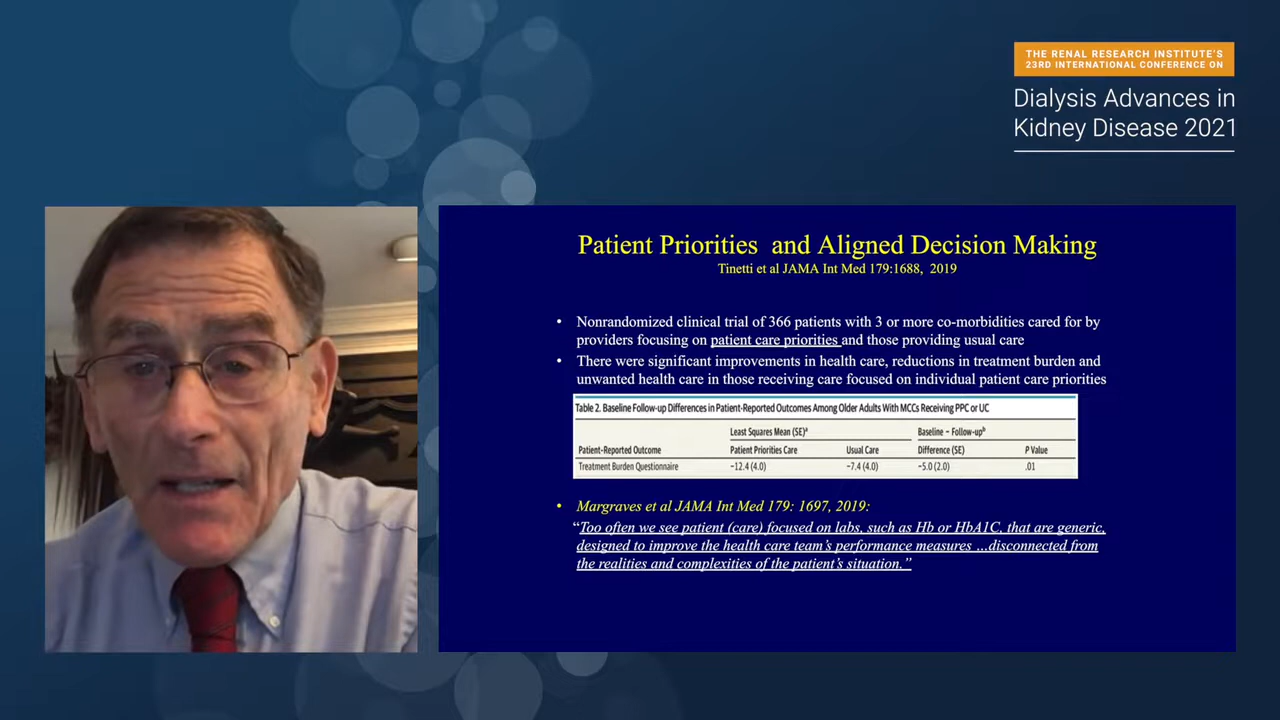 THE RENAL RESEARCH INSTITUTE'S
23RD INTERNATIONAL CONFERENCE ON
Dialysis Advances in
Kidney Disease 2021
Patient Priorities and Aligned Decision Making
Tinetti et al JAMA Int Med 179:1688, 2019
• Nonrandomized clinical trial of 366 patients with 3 or more co-morbidities cared for by
providers focusing on patient care priorities and those providing usual care
• There were significant improvements in health care, reductions in treatment burden and
unwanted health care in those receiving care focused on individual patient care priorities
Table 2. Baseline Follow-up Differences in Patient-Reported Outcomes Among Older Adults With MCCs Receiving PPC or UC
Least Squares Mean (SE)ᵃ Baseline − Follow-upᵇ
Patient-Reported Outcome Patient Priorities Care Usual Care Difference (SE) P Value
Treatment Burden Questionnaire −12.4 (4.0) −7.4 (4.0) −5.0 (2.0) .01
• Margraves et al JAMA Int Med 179: 1697, 2019:
“Too often we see patient (care) focused on labs, such as Hb or HbA1C, that are generic,
designed to improve the health care team's performance measures ...disconnected from
the realities and complexities of the patient's situation.”